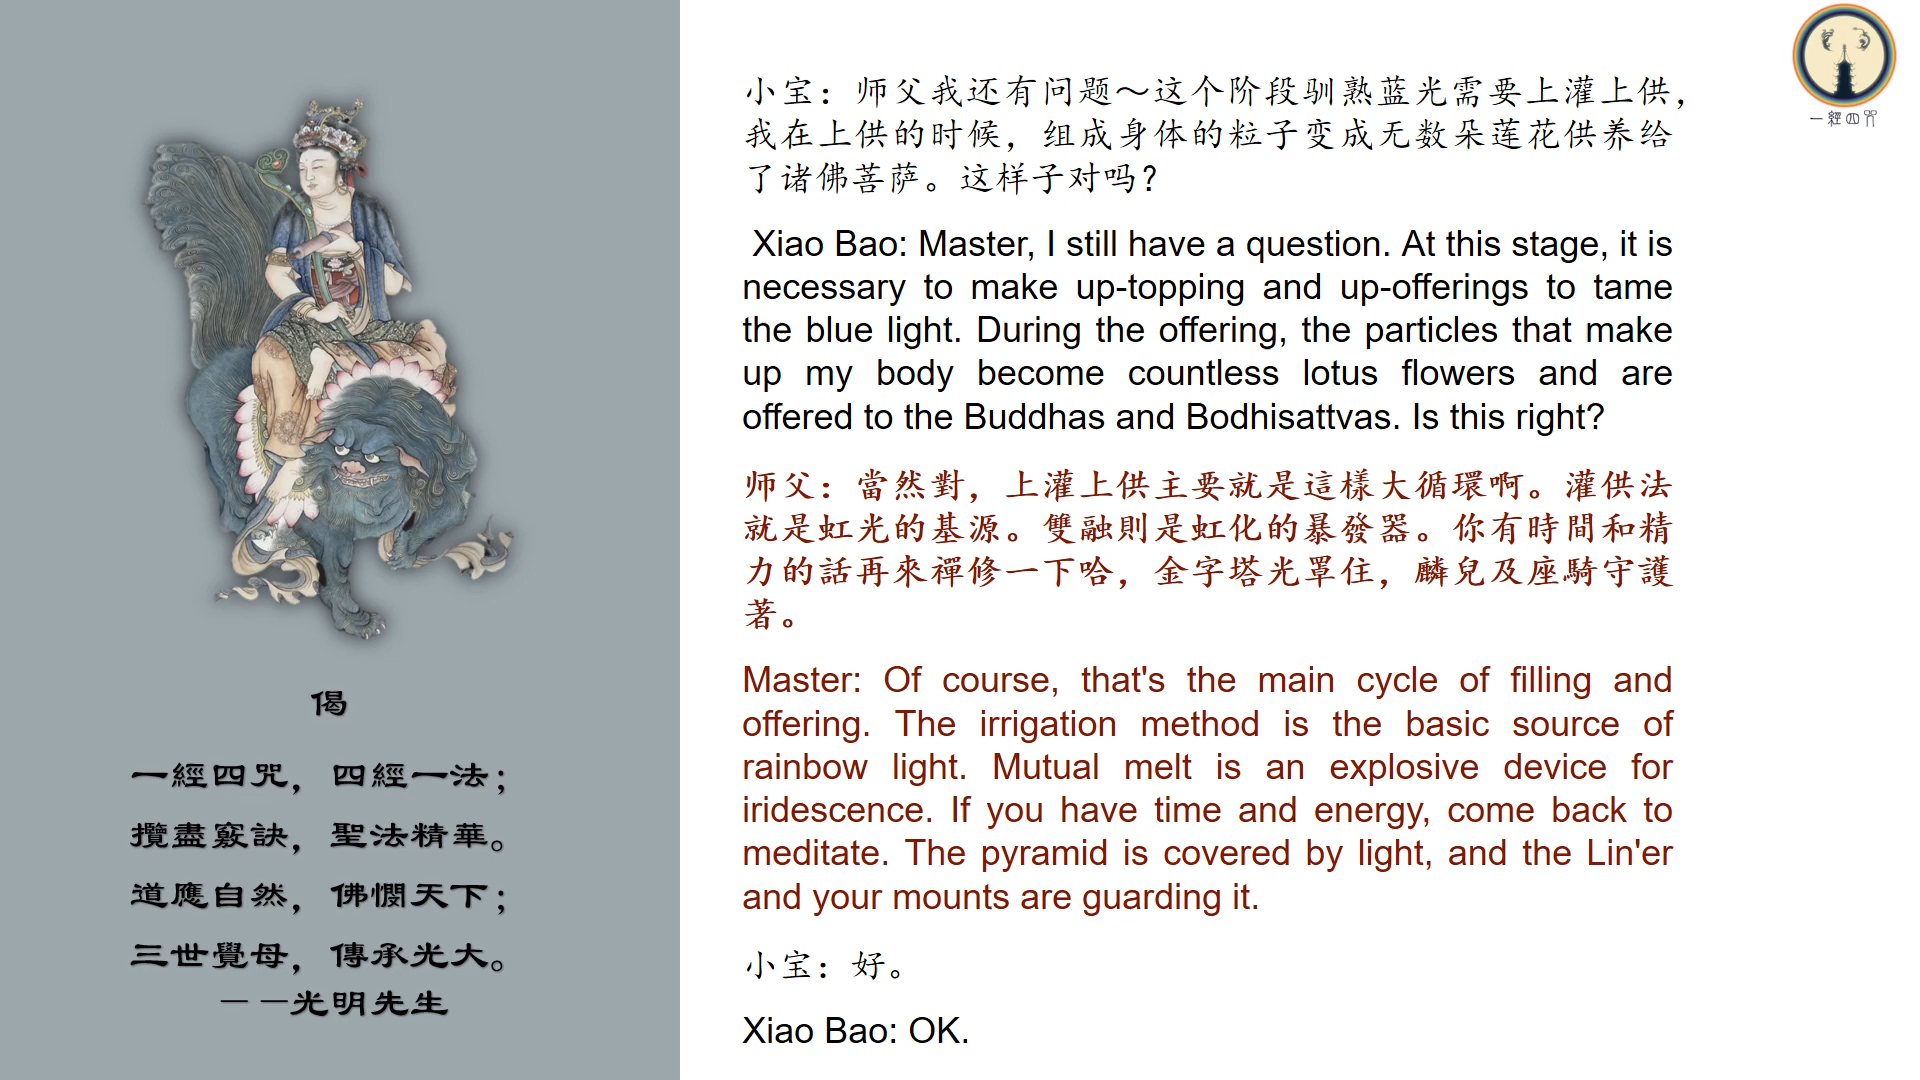 偈
一經四咒，四經一法；
攬盡竅訣，聖法精華。
道應自然，佛憫天下；
三世覺母，傳承光大。
——光明先生
小宝：师父我还有问题～这个阶段驯熟蓝光需要上灌上供，
我在上供的时候，组成身体的粒子变成无数朵莲花供养给
了诸佛菩萨。这样子对吗？
Xiao Bao: Master, I still have a question. At this stage, it is
necessary to make up-topping and up-offerings to tame
the blue light. During the offering, the particles that make
up my body become countless lotus flowers and are
offered to the Buddhas and Bodhisattvas. Is this right?
师父：當然對，上灌上供主要就是這樣大循環啊。灌供法
就是虹光的基源。雙融則是虹化的暴發器。你有時間和精
力的話再來禪修一下哈，金字塔光罩住，麟兒及座騎守護
著。
Master: Of course, that's the main cycle of filling and
offering. The irrigation method is the basic source of
rainbow light. Mutual melt is an explosive device for
iridescence. If you have time and energy, come back to
meditate. The pyramid is covered by light, and the Lin'er
and your mounts are guarding it.
小宝：好。
Xiao Bao: OK.
一經四咒